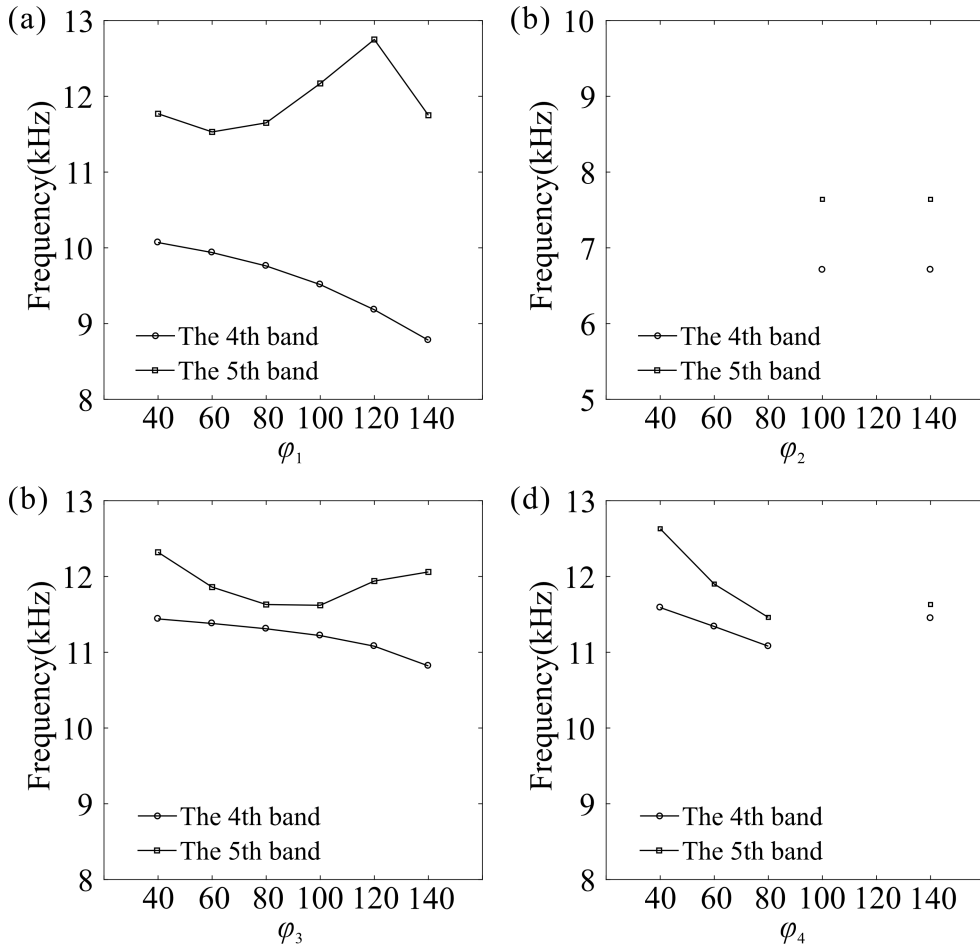 (a)
13
12
11
10
9
8
Frequency(kHz)
The 4th band
The 5th band
40 60 80 100 120 140
φ1
(b)
10
9
8
7
6
5
Frequency(kHz)
The 4th band
The 5th band
40 60 80 100 120 140
φ2
(b)
13
12
11
10
9
8
Frequency(kHz)
The 4th band
The 5th band
40 60 80 100 120 140
φ3
(d)
13
12
11
10
9
8
Frequency(kHz)
The 4th band
The 5th band
40 60 80 100 120 140
φ4